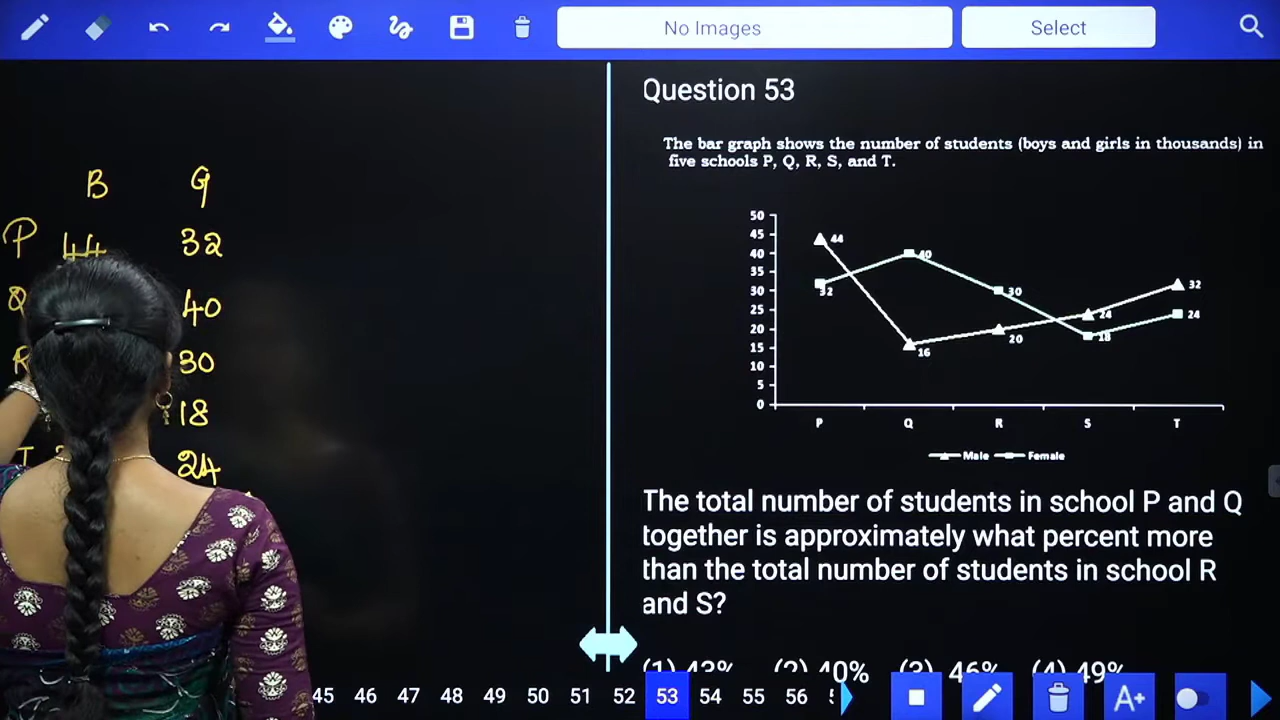 No Images
Select
Question 53
The bar graph shows the number of students (boys and girls in thousands) in
five schools P, Q, R, S, and T.
50
45
40
35
30
25
20
15
10
5
0
44
32
40
16
30
20
24
18
32
24
P Q R S T
Male Female
The total number of students in school P and Q
together is approximately what percent more
than the total number of students in school R
and S?
(1) 43% (2) 40% (3) 46% (4) 49%
B G
P 44 32
Q 40
R 30
18
24
45 46 47 48 49 50 51 52 53 54 55 56
A+